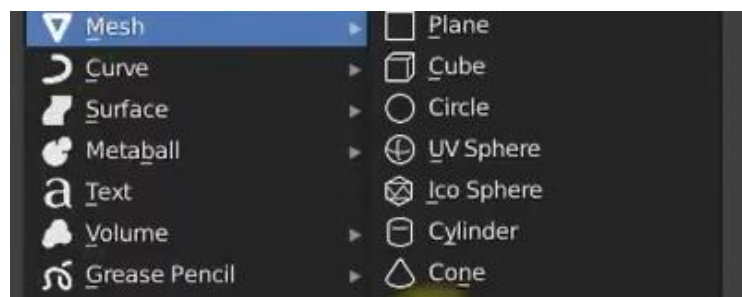 Mesh
Curve
Surface
Metaball
Text
Volume
Grease Pencil
Plane
Cube
Circle
UV Sphere
Ico Sphere
Cylinder
Cone